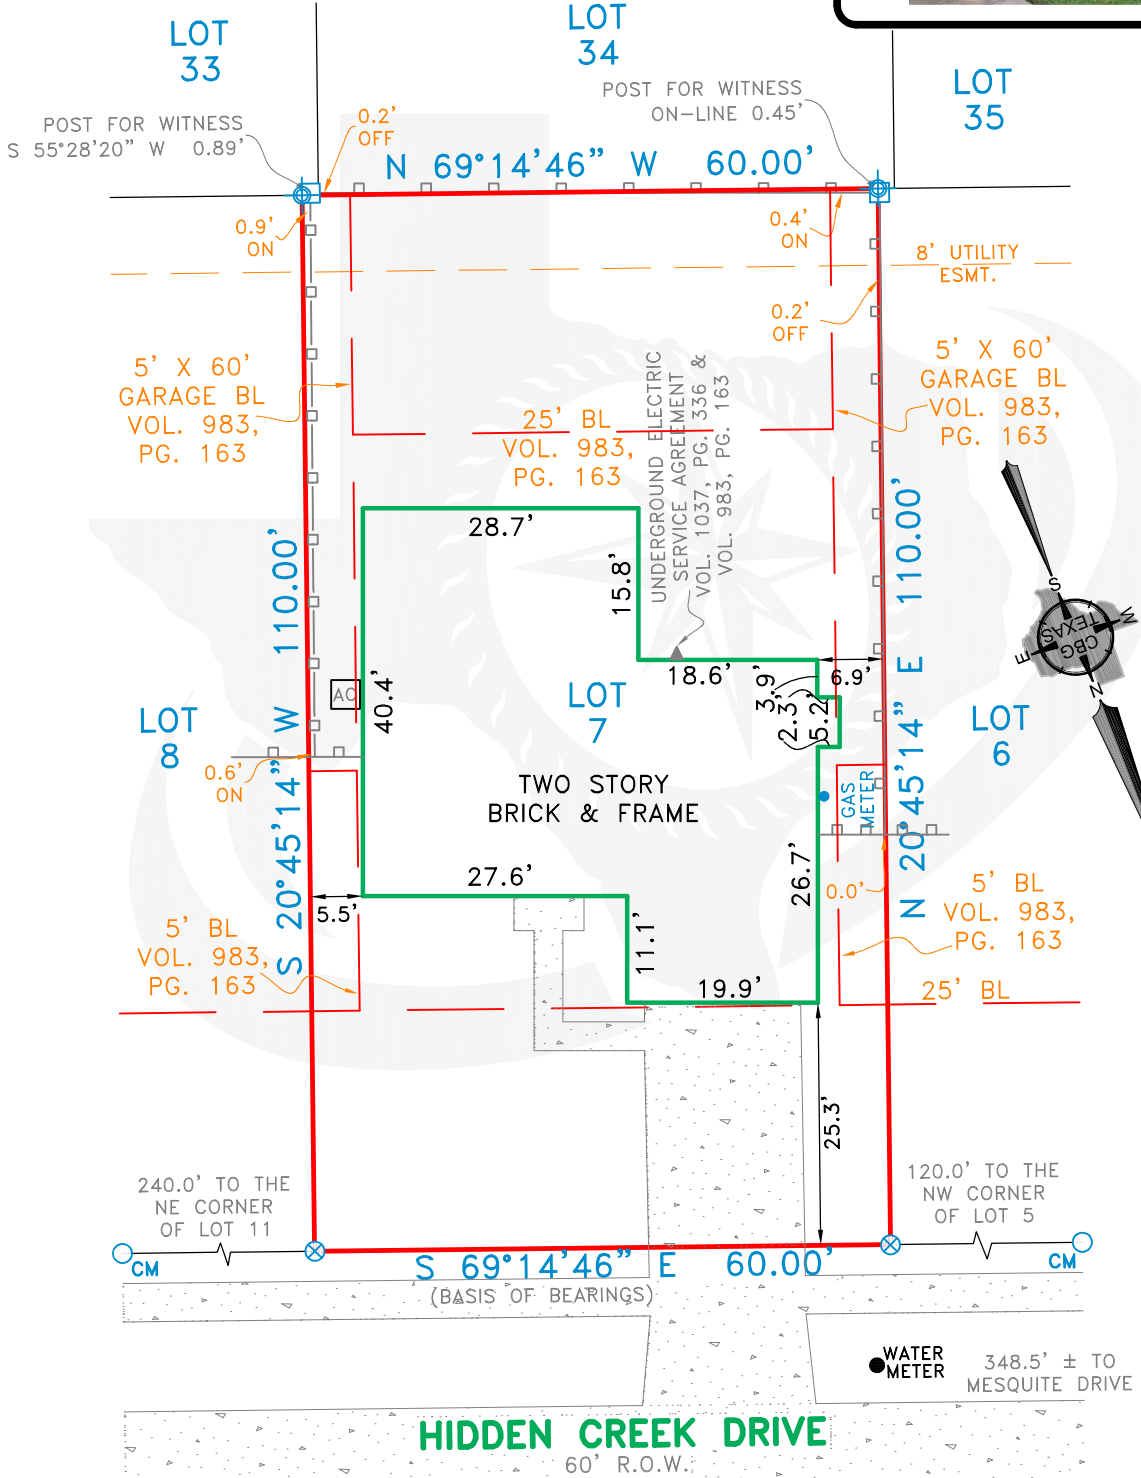 LOT
33
LOT
34
LOT
35
POST FOR WITNESS
S 55°28'20" W 0.89'
POST FOR WITNESS
ON-LINE 0.45'
0.2'
OFF
N 69°14'46" W 60.00'
0.9'
ON
0.4'
ON
8' UTILITY
ESMT.
0.2'
OFF
5' X 60'
GARAGE BL
VOL. 983,
PG. 163
5' X 60'
GARAGE BL
VOL. 983,
PG. 163
25' BL
VOL. 983,
PG. 163
UNDERGROUND ELECTRIC
SERVICE AGREEMENT
VOL. 1037, PG. 336 &
VOL. 983, PG. 163
S 20°45'14" W 110.00'
N 20°45'14" E 110.00'
28.7'
15.8'
18.6'
3.9'
2.3'
5.2'
6.9'
40.4'
AC
S
W
E
N
CBG
TEXAS
LOT
8
LOT
7
LOT
6
0.6'
ON
TWO STORY
BRICK & FRAME
GAS
METER
27.6'
5.5'
26.7'
0.0'
11.1'
19.9'
5' BL
VOL. 983,
PG. 163
5' BL
VOL. 983,
PG. 163
25' BL
25.3'
240.0' TO THE
NE CORNER
OF LOT 11
120.0' TO THE
NW CORNER
OF LOT 5
CM
CM
S 69°14'46" E 60.00'
(BASIS OF BEARINGS)
WATER
METER
348.5' ± TO
MESQUITE DRIVE
HIDDEN CREEK DRIVE
60' R.O.W.